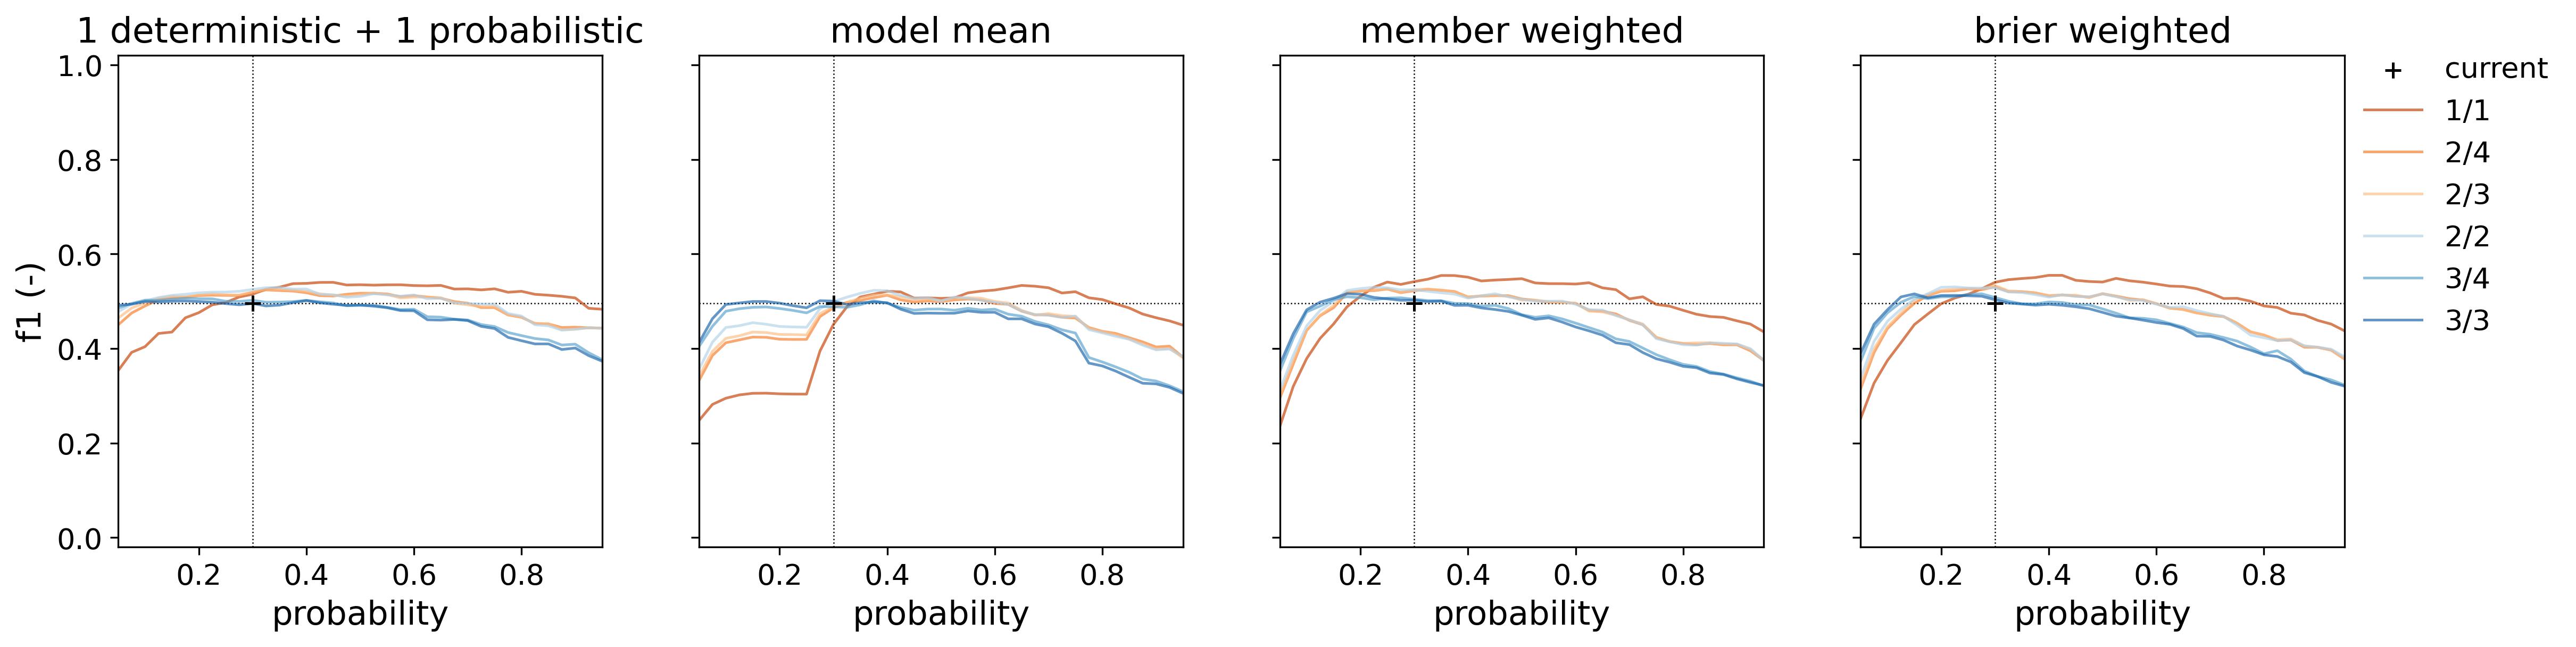 1 deterministic + 1 probabilistic
model mean
member weighted
brier weighted
f1 (-)
1.0
0.8
0.6
0.4
0.2
0.0
0.2 0.4 0.6 0.8
0.2 0.4 0.6 0.8
0.2 0.4 0.6 0.8
0.2 0.4 0.6 0.8
probability
probability
probability
probability
current
1/1
2/4
2/3
2/2
3/4
3/3